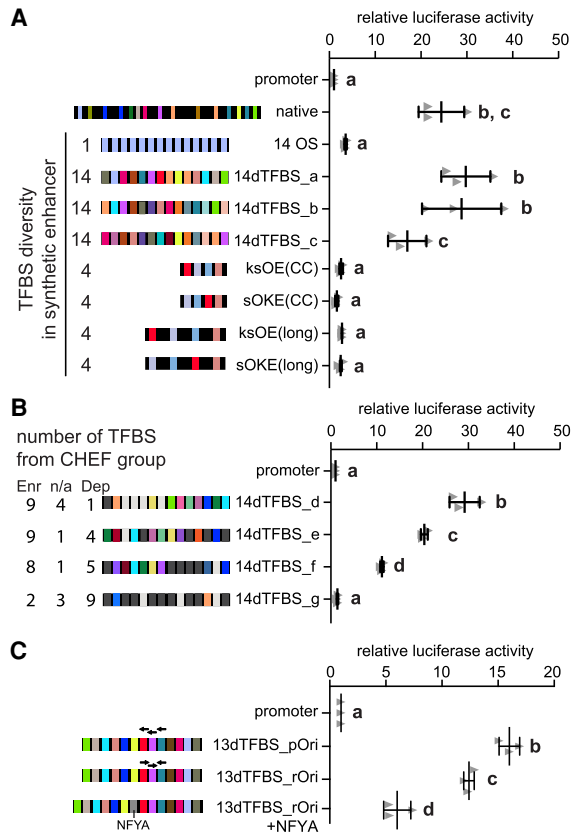 A
relative luciferase activity
0 10 20 30 40 50
promoter a
native b, c
TFBS diversity
in synthetic enhancer
1 14 OS a
14 14dTFBS_a b
14 14dTFBS_b b
14 14dTFBS_c c
4 ksOE(CC) a
4 sOKE(CC) a
4 ksOE(long) a
4 sOKE(long) a
B
relative luciferase activity
0 10 20 30 40 50
number of TFBS
from CHEF group
Enr n/a Dep
promoter a
9 4 1 14dTFBS_d b
9 1 4 14dTFBS_e c
8 1 5 14dTFBS_f d
2 3 9 14dTFBS_g a
C
relative luciferase activity
0 5 10 15 20
promoter a
13dTFBS_pOri b
13dTFBS_rOri c
13dTFBS_rOri d
NFYA +NFYA